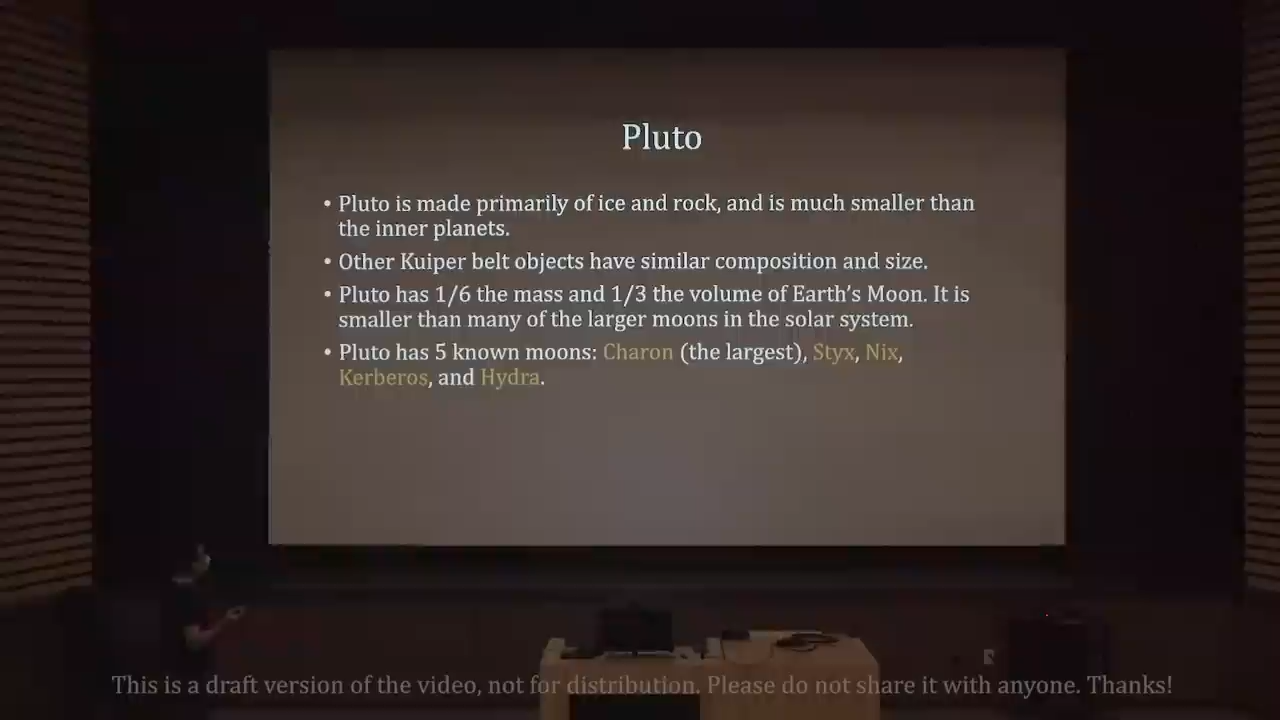 Pluto
• Pluto is made primarily of ice and rock, and is much smaller than
the inner planets.
• Other Kuiper belt objects have similar composition and size.
• Pluto has 1/6 the mass and 1/3 the volume of Earth's Moon. It is
smaller than many of the larger moons in the solar system.
• Pluto has 5 known moons: Charon (the largest), Styx, Nix,
Kerberos, and Hydra.
This is a draft version of the video, not for distribution. Please do not share it with anyone. Thanks!